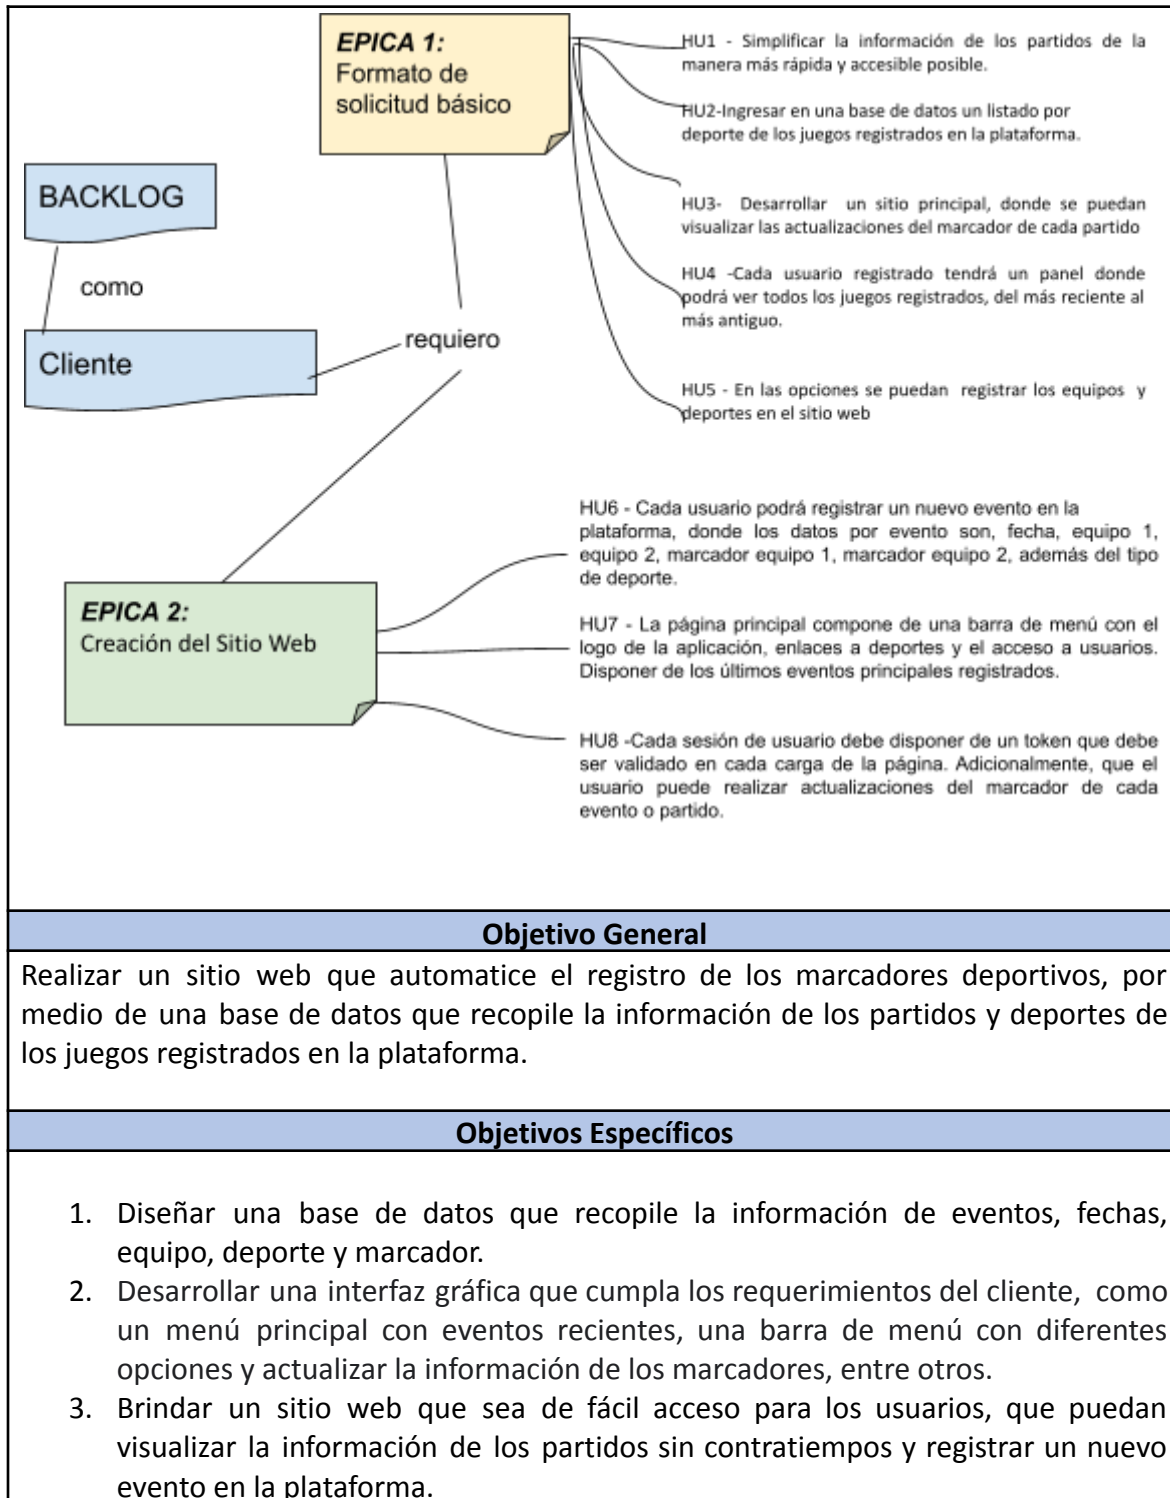 EPICA 1:
Formato de
solicitud básico
HU1 - Simplificar la información de los partidos de la
manera más rápida y accesible posible.
HU2-Ingresar en una base de datos un listado por
deporte de los juegos registrados en la plataforma.
HU3- Desarrollar un sitio principal, donde se puedan
visualizar las actualizaciones del marcador de cada partido
HU4 -Cada usuario registrado tendrá un panel donde
podrá ver todos los juegos registrados, del más reciente al
más antiguo.
HU5 - En las opciones se puedan registrar los equipos y
deportes en el sitio web
BACKLOG
como
Cliente
requiero
EPICA 2:
Creación del Sitio Web
HU6 - Cada usuario podrá registrar un nuevo evento en la
plataforma, donde los datos por evento son, fecha, equipo 1,
equipo 2, marcador equipo 1, marcador equipo 2, además del tipo
de deporte.
HU7 - La página principal compone de una barra de menú con el
logo de la aplicación, enlaces a deportes y el acceso a usuarios.
Disponer de los últimos eventos principales registrados.
HU8 -Cada sesión de usuario debe disponer de un token que debe
ser validado en cada carga de la página. Adicionalmente, que el
usuario puede realizar actualizaciones del marcador de cada
evento o partido.
Objetivo General
Realizar un sitio web que automatice el registro de los marcadores deportivos, por
medio de una base de datos que recopile la información de los partidos y deportes de
los juegos registrados en la plataforma.
Objetivos Específicos
1. Diseñar una base de datos que recopile la información de eventos, fechas,
equipo, deporte y marcador.
2. Desarrollar una interfaz gráfica que cumpla los requerimientos del cliente, como
un menú principal con eventos recientes, una barra de menú con diferentes
opciones y actualizar la información de los marcadores, entre otros.
3. Brindar un sitio web que sea de fácil acceso para los usuarios, que puedan
visualizar la información de los partidos sin contratiempos y registrar un nuevo
evento en la plataforma.